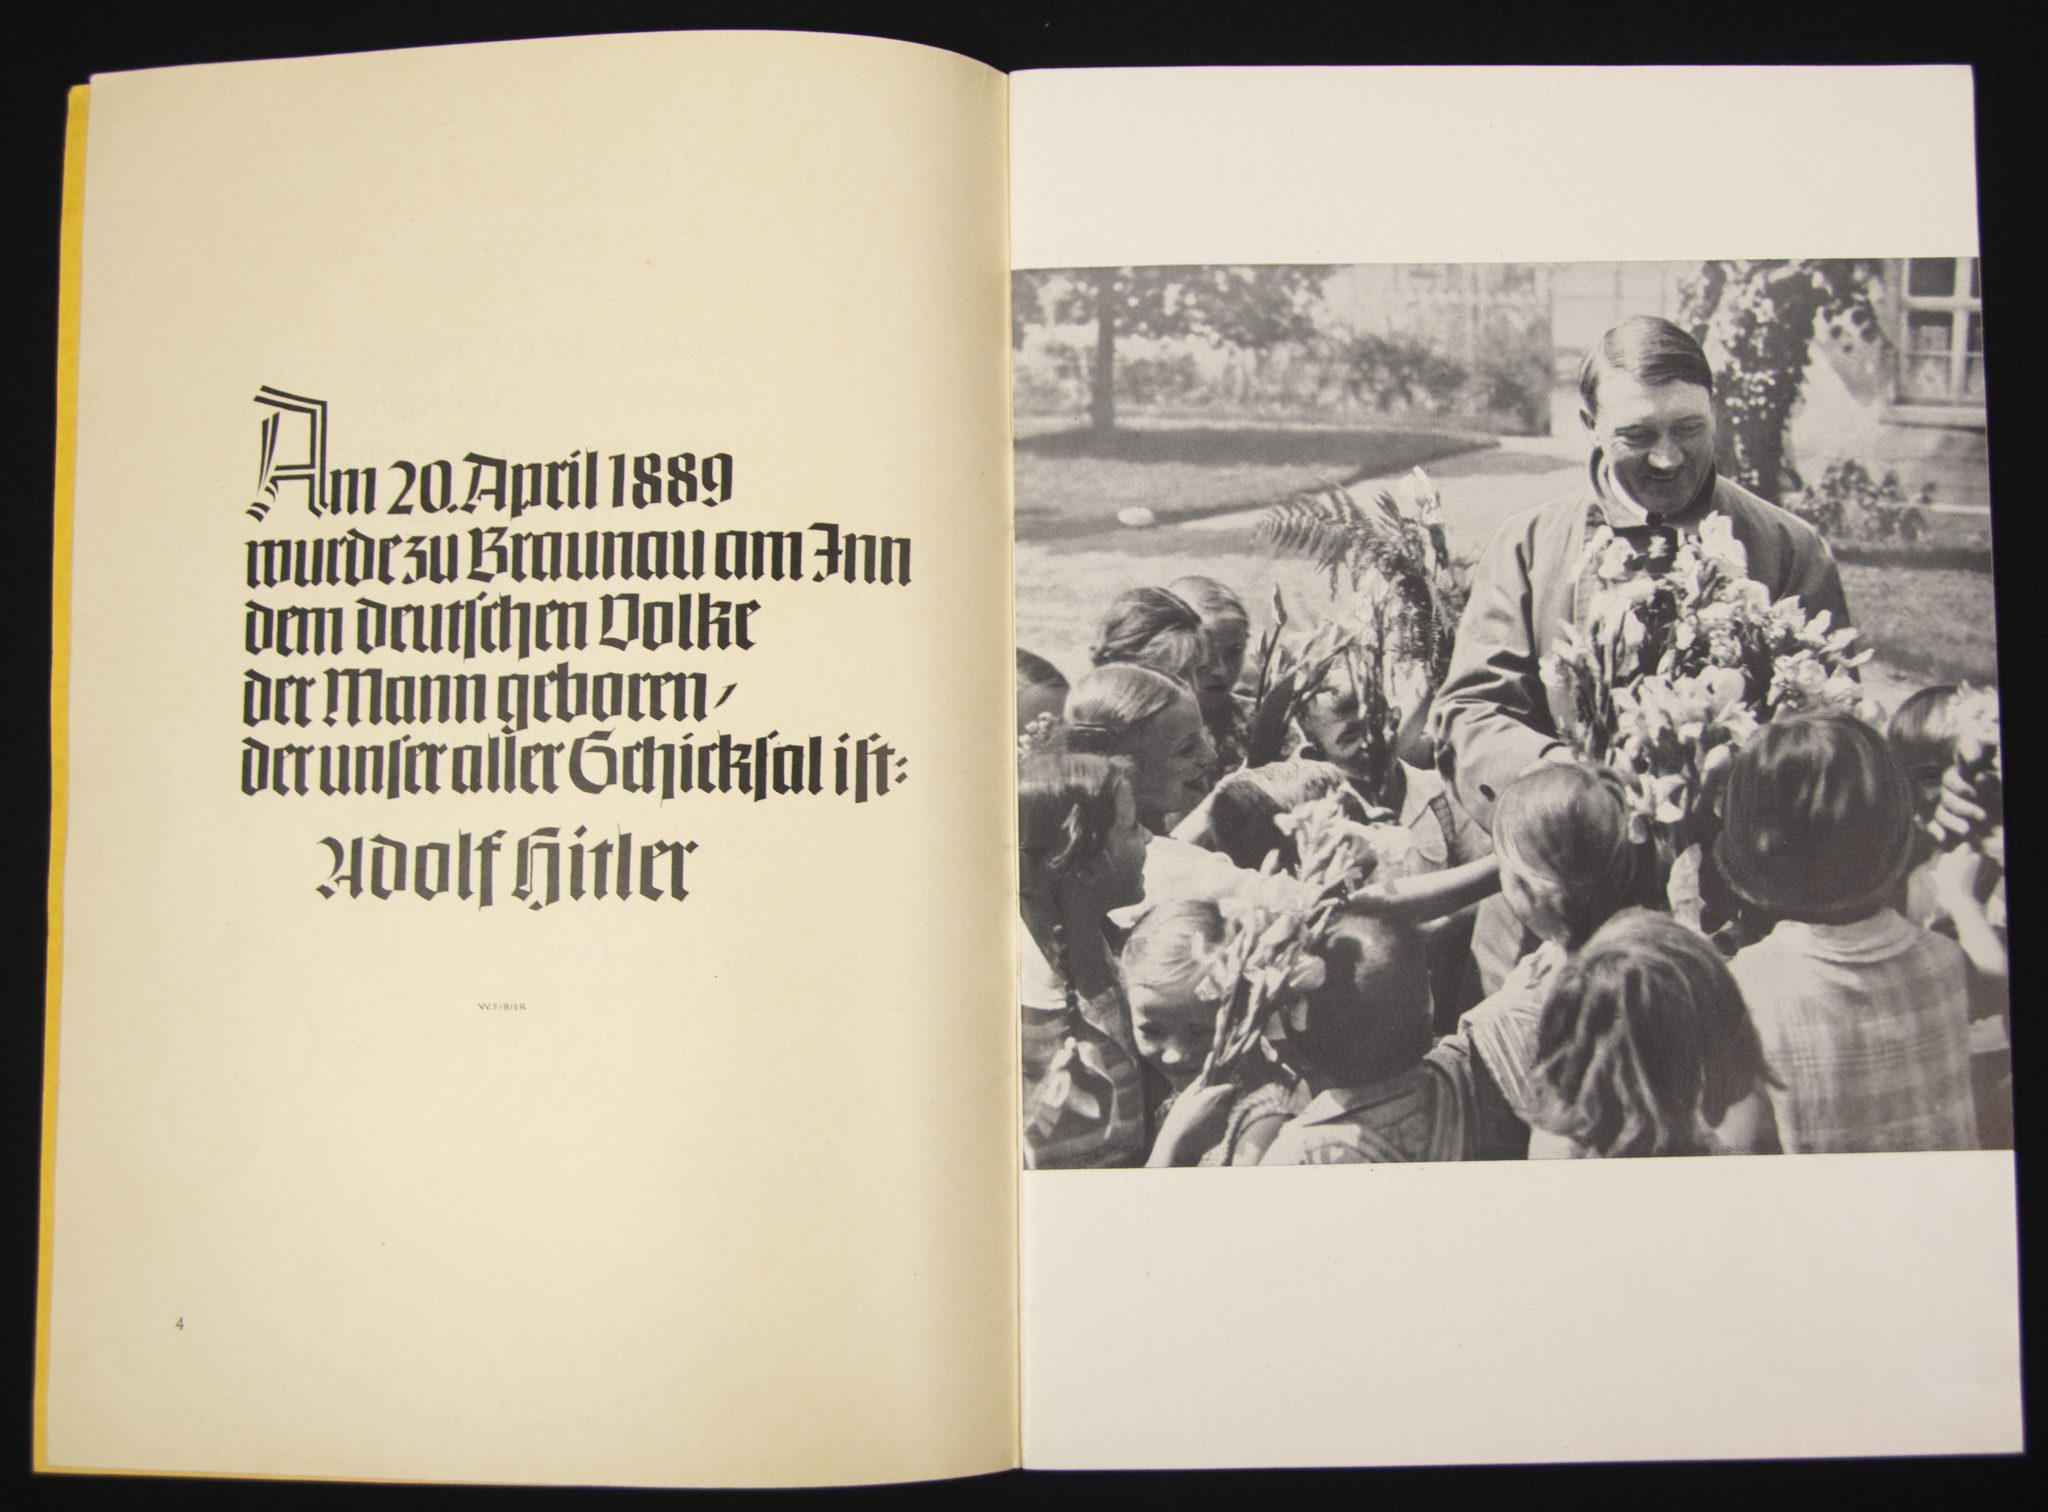 Am 20. April 1889
wurde zu Braunau am Inn
dem deutschen Volke
der Mann geboren,
der unser aller Schicksal ist:
Adolf Hitler
W. FIBIER
4